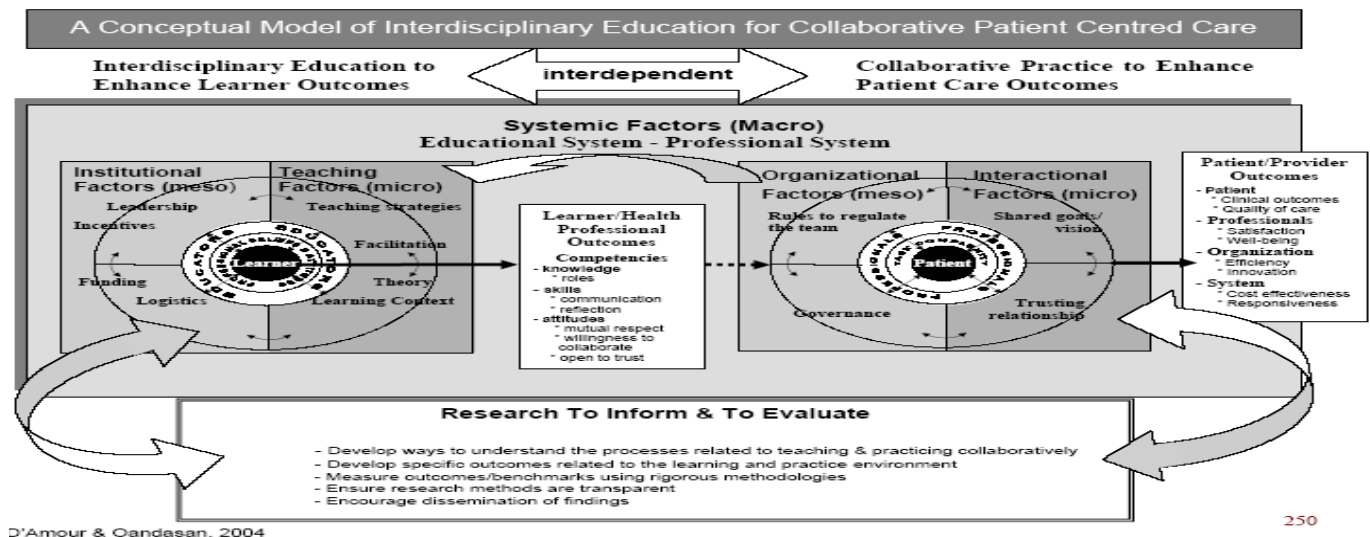 A Conceptual Model of Interdisciplinary Education for Collaborative Patient Centred Care
Interdisciplinary Education to
Enhance Learner Outcomes
interdependent
Collaborative Practice to Enhance
Patient Care Outcomes
Systemic Factors (Macro)
Educational System - Professional System
Institutional
Factors (meso)
Leadership
Incentives
Funding
Logistics
Teaching
Factors (micro)
Teaching strategies
Facilitation
Theory
Learning Context
EDUCATORS
EDUCATORS
Learner
Learner/Health
Professional
Outcomes
Competencies
- knowledge
* roles
- skills
* communication
* reflection
- attitudes
* mutual respect
* willingness to
collaborate
* open to trust
Organizational
Factors (meso)
Rules to regulate
the team
Governance
Interactional
Factors (micro)
Shared goals/
vision
Trusting
relationship
PROFESSIONALS
PROFESSIONALS
TASK COMPLEXITY
Patient
Patient/Provider
Outcomes
- Patient
* Clinical outcomes
* Quality of care
- Professionals
* Satisfaction
* Well-being
- Organization
* Efficiency
* Innovation
- System
* Cost effectiveness
* Responsiveness
Research To Inform & To Evaluate
- Develop ways to understand the processes related to teaching & practicing collaboratively
- Develop specific outcomes related to the learning and practice environment
- Measure outcomes/benchmarks using rigorous methodologies
- Ensure research methods are transparent
- Encourage dissemination of findings
D'Amour & Oandasan, 2004
250